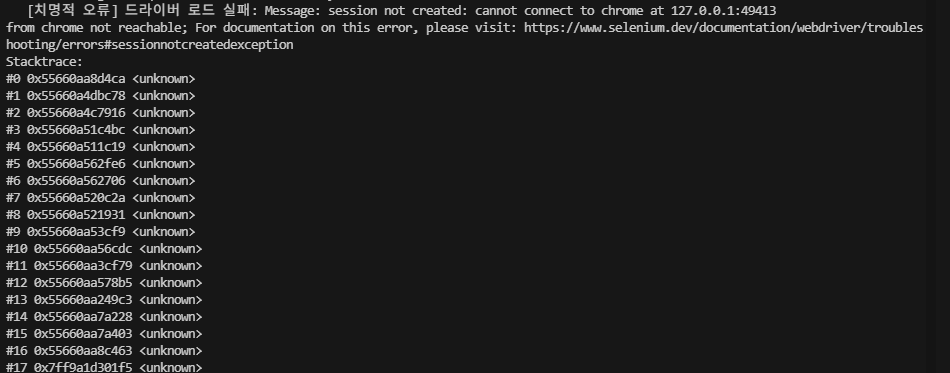 [치명적 오류] 드라이버 로드 실패: Message: session not created: cannot connect to chrome at 127.0.0.1:49413
from chrome not reachable; For documentation on this error, please visit: https://www.selenium.dev/documentation/webdriver/troubles
hooting/errors#sessionnotcreatedexception
Stacktrace:
#0 0x55660aa8d4ca <unknown>
#1 0x55660a4dbc78 <unknown>
#2 0x55660a4c7916 <unknown>
#3 0x55660a51c4bc <unknown>
#4 0x55660a511c19 <unknown>
#5 0x55660a562fe6 <unknown>
#6 0x55660a562706 <unknown>
#7 0x55660a520c2a <unknown>
#8 0x55660a521931 <unknown>
#9 0x55660aa53cf9 <unknown>
#10 0x55660aa56cdc <unknown>
#11 0x55660aa3cf79 <unknown>
#12 0x55660aa578b5 <unknown>
#13 0x55660aa249c3 <unknown>
#14 0x55660aa7a228 <unknown>
#15 0x55660aa7a403 <unknown>
#16 0x55660aa8c463 <unknown>
#17 0x7ff9a1d301f5 <unknown>